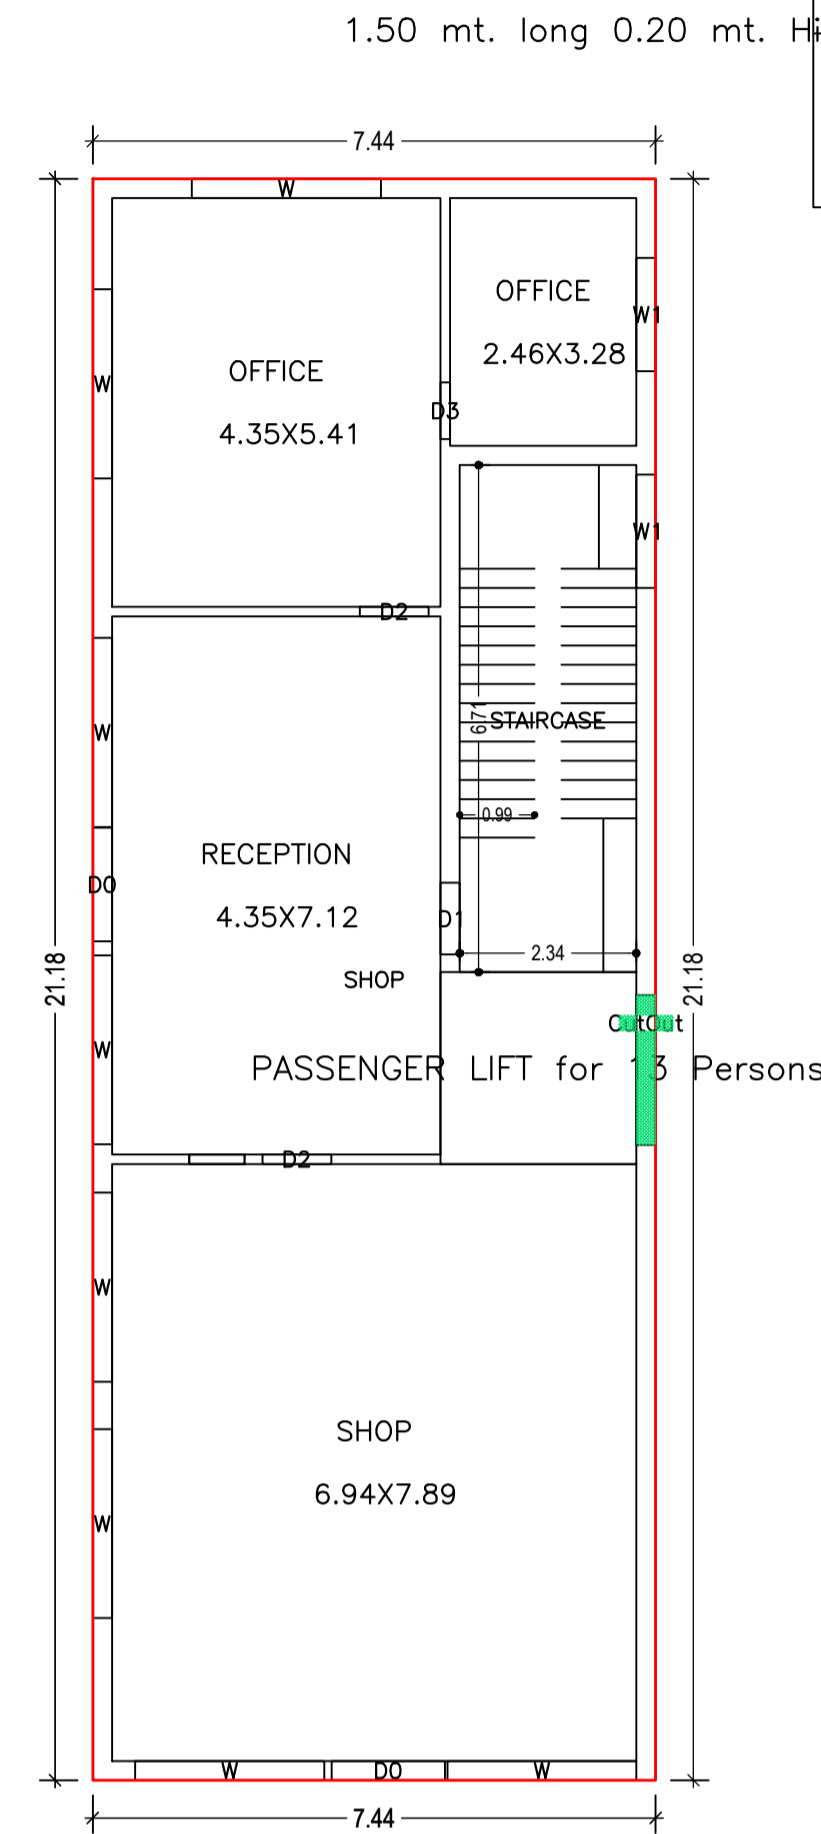 1.50 mt. long 0.20 mt.
7.44
W
OFFICE
2.46X3.28
W1
OFFICE
4.35X5.41
W
D3
W1
D2
W
6.71
STAIRCASE
0.99
RECEPTION
4.35X7.12
D0
D1
2.34
SHOP
21.18
21.18
CutOut
W
PASSENGER LIFT for 13 Persons
D2
W
SHOP
6.94X7.89
W
W
D0
W
7.44